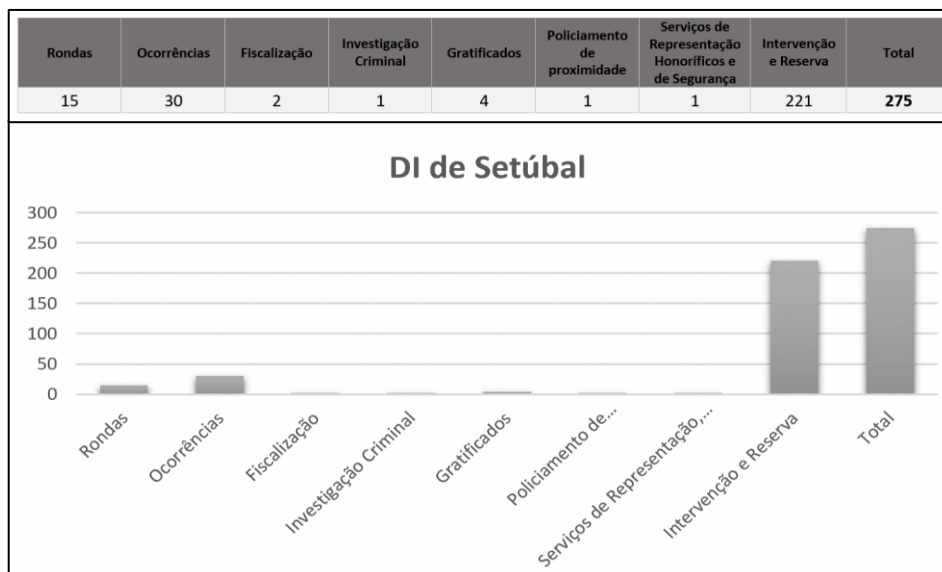 Rondas
Ocorrências
Fiscalização
Investigação
Criminal
Gratificados
Policiamento
de
proximidade
Serviços de
Representação
Honoríficos e
de Segurança
Intervenção
e Reserva
Total
15 30 2 1 4 1 1 221 275
DI de Setúbal
300
250
200
150
100
50
0
Rondas
Ocorrências
Fiscalização
Investigação Criminal
Gratificados
Policiamento de...
Serviços de Representação,...
Intervenção e Reserva
Total